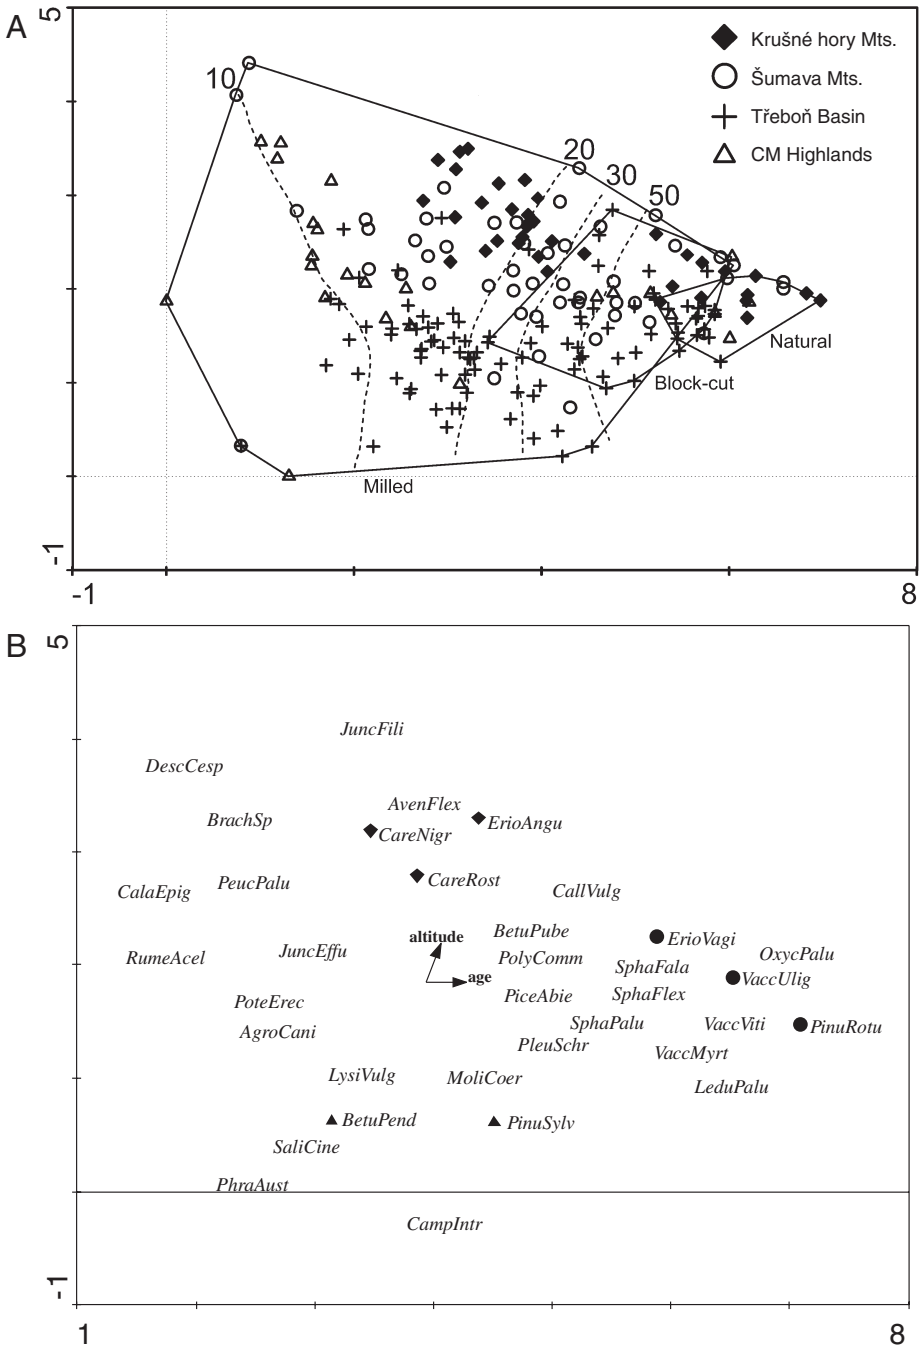 A
5
Krušné hory Mts.
Šumava Mts.
Třeboň Basin
CM Highlands
10
20
30
50
Natural
Block-cut
Milled
-1
-1
8
B
5
JuncFili
DescCesp
AvenFlex
BrachSp
ErioAngu
CareNigr
CareRost
PeucPalu
CalaEpig
CallVulg
BetuPube
altitude
ErioVagi
JuncEffu
OxycPalu
RumeAcel
PolyComm
SphaFala
age
VaccUlig
PiceAbie
SphaFlex
PoteErec
SphaPalu
VaccViti
PinuRotu
AgroCani
PleuSchr
VaccMyrt
LysiVulg
MoliCoer
LeduPalu
BetuPend
PinuSylv
SaliCine
PhraAust
CampIntr
-1
1
8